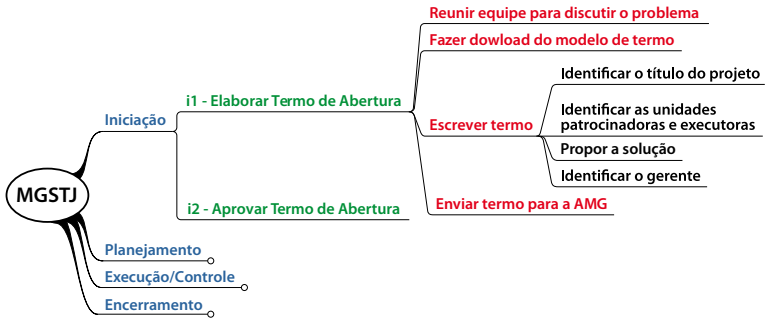 MGSTJ
Iniciação
i1 - Elaborar Termo de Abertura
Reunir equipe para discutir o problema
Fazer dowload do modelo de termo
Escrever termo
Identificar o título do projeto
Identificar as unidades
patrocinadoras e executoras
Propor a solução
Identificar o gerente
Enviar termo para a AMG
i2 - Aprovar Termo de Abertura
Planejamento
Execução/Controle
Encerramento